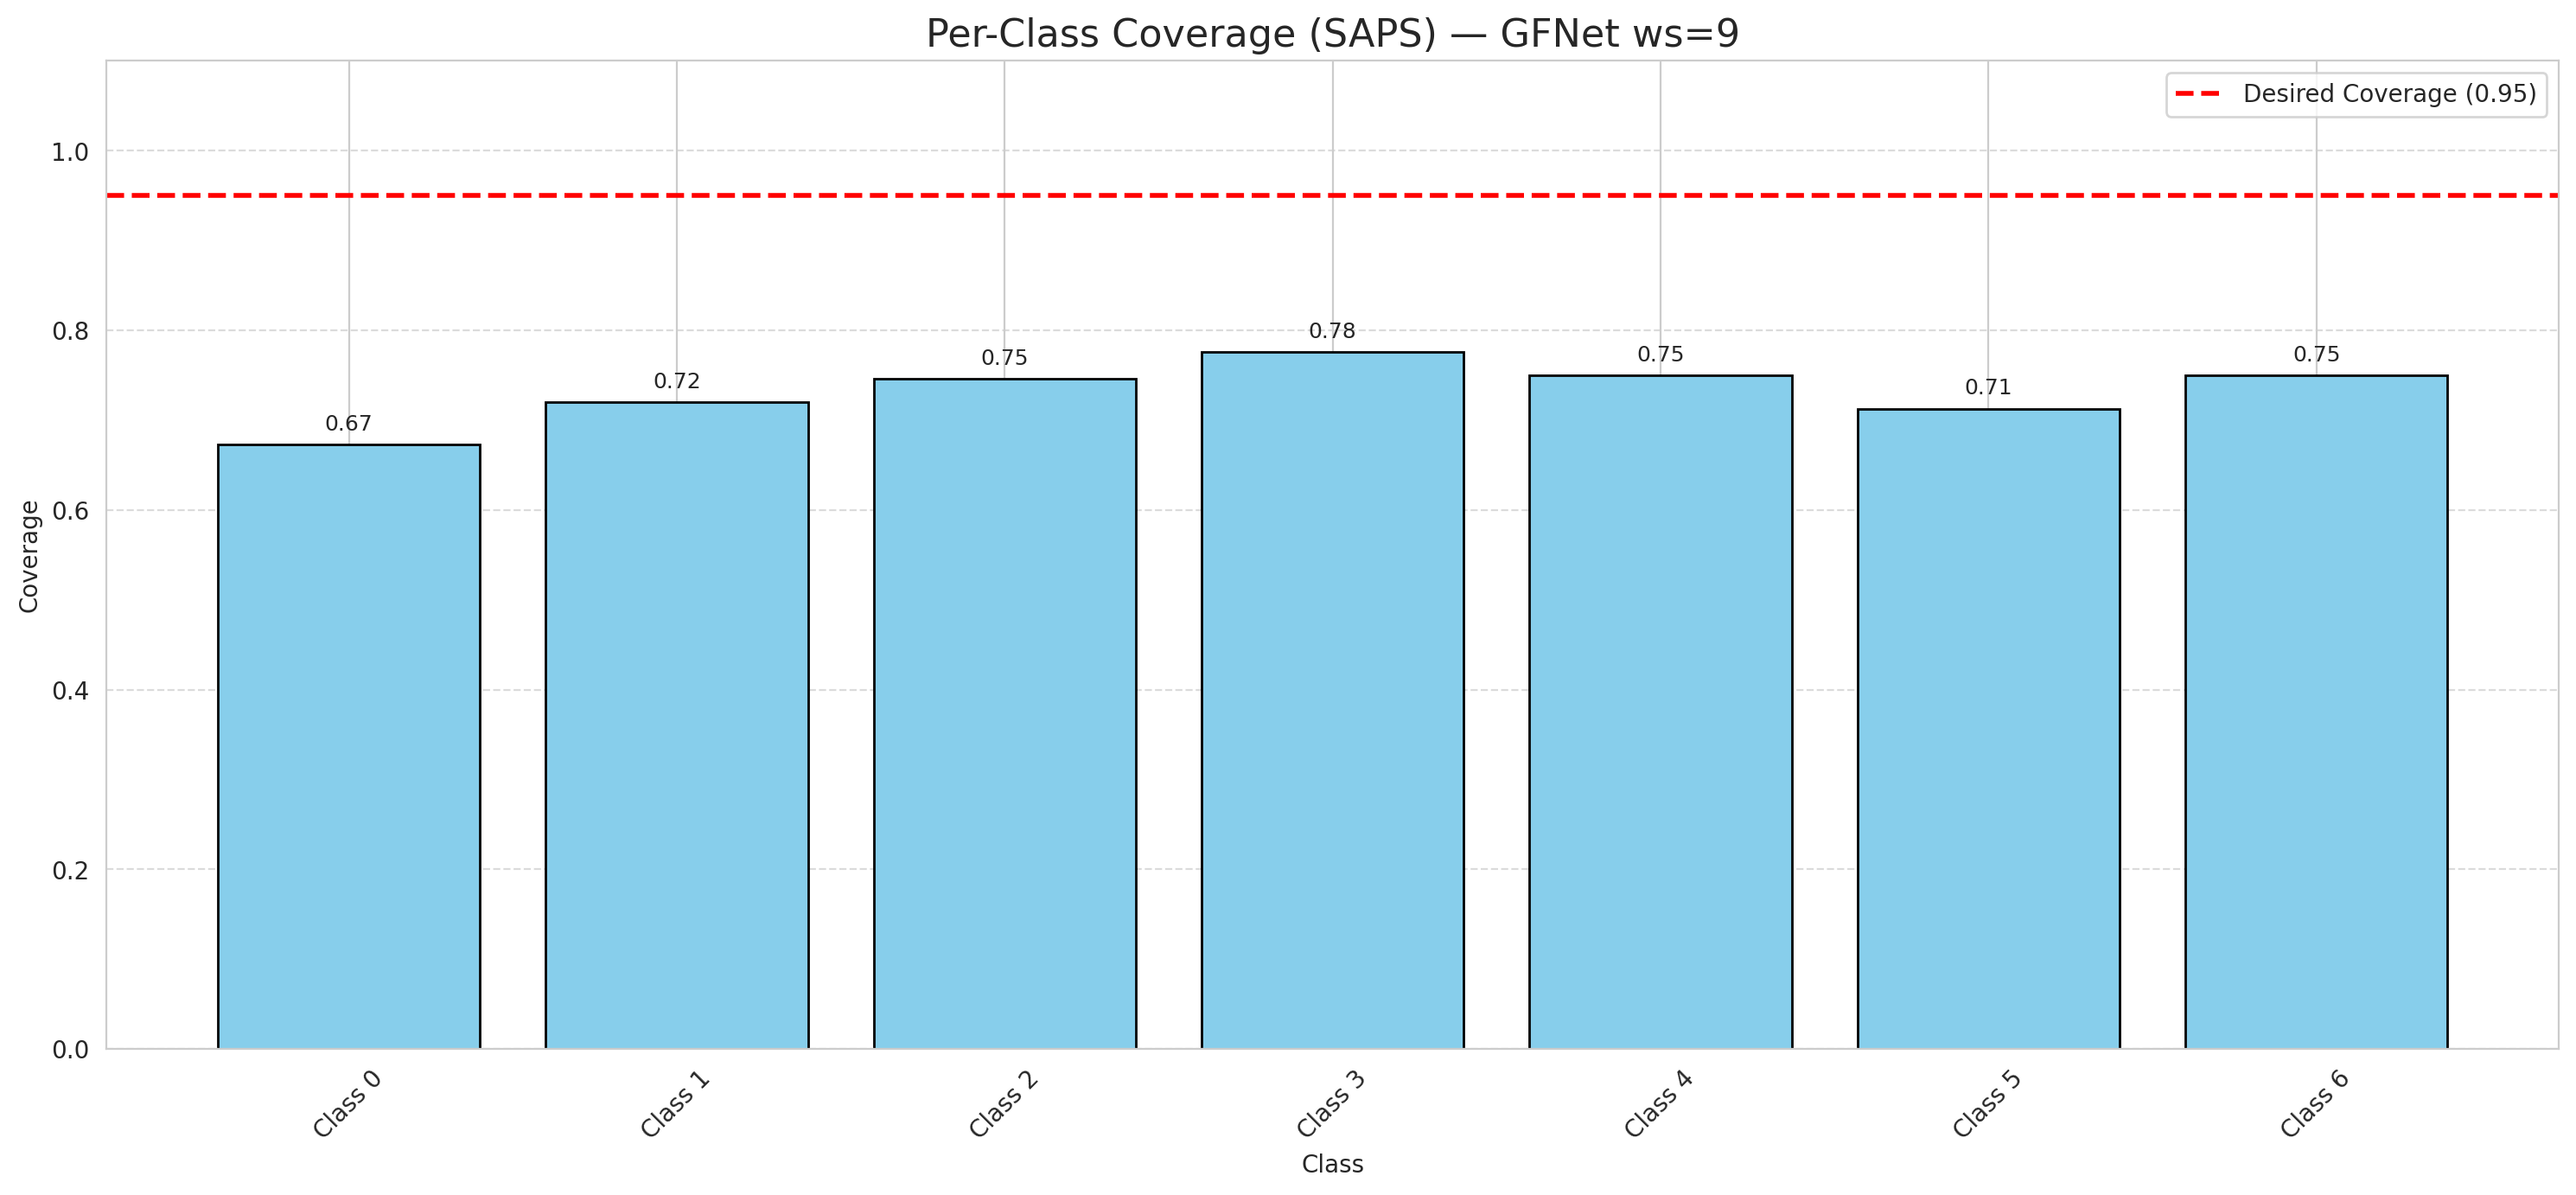 Per-Class Coverage (SAPS) — GFNet ws=9
Desired Coverage (0.95)
Coverage
1.0
0.8
0.6
0.4
0.2
0.0
0.67
0.72
0.75
0.78
0.75
0.71
0.75
Class 0
Class 1
Class 2
Class 3
Class 4
Class 5
Class 6
Class